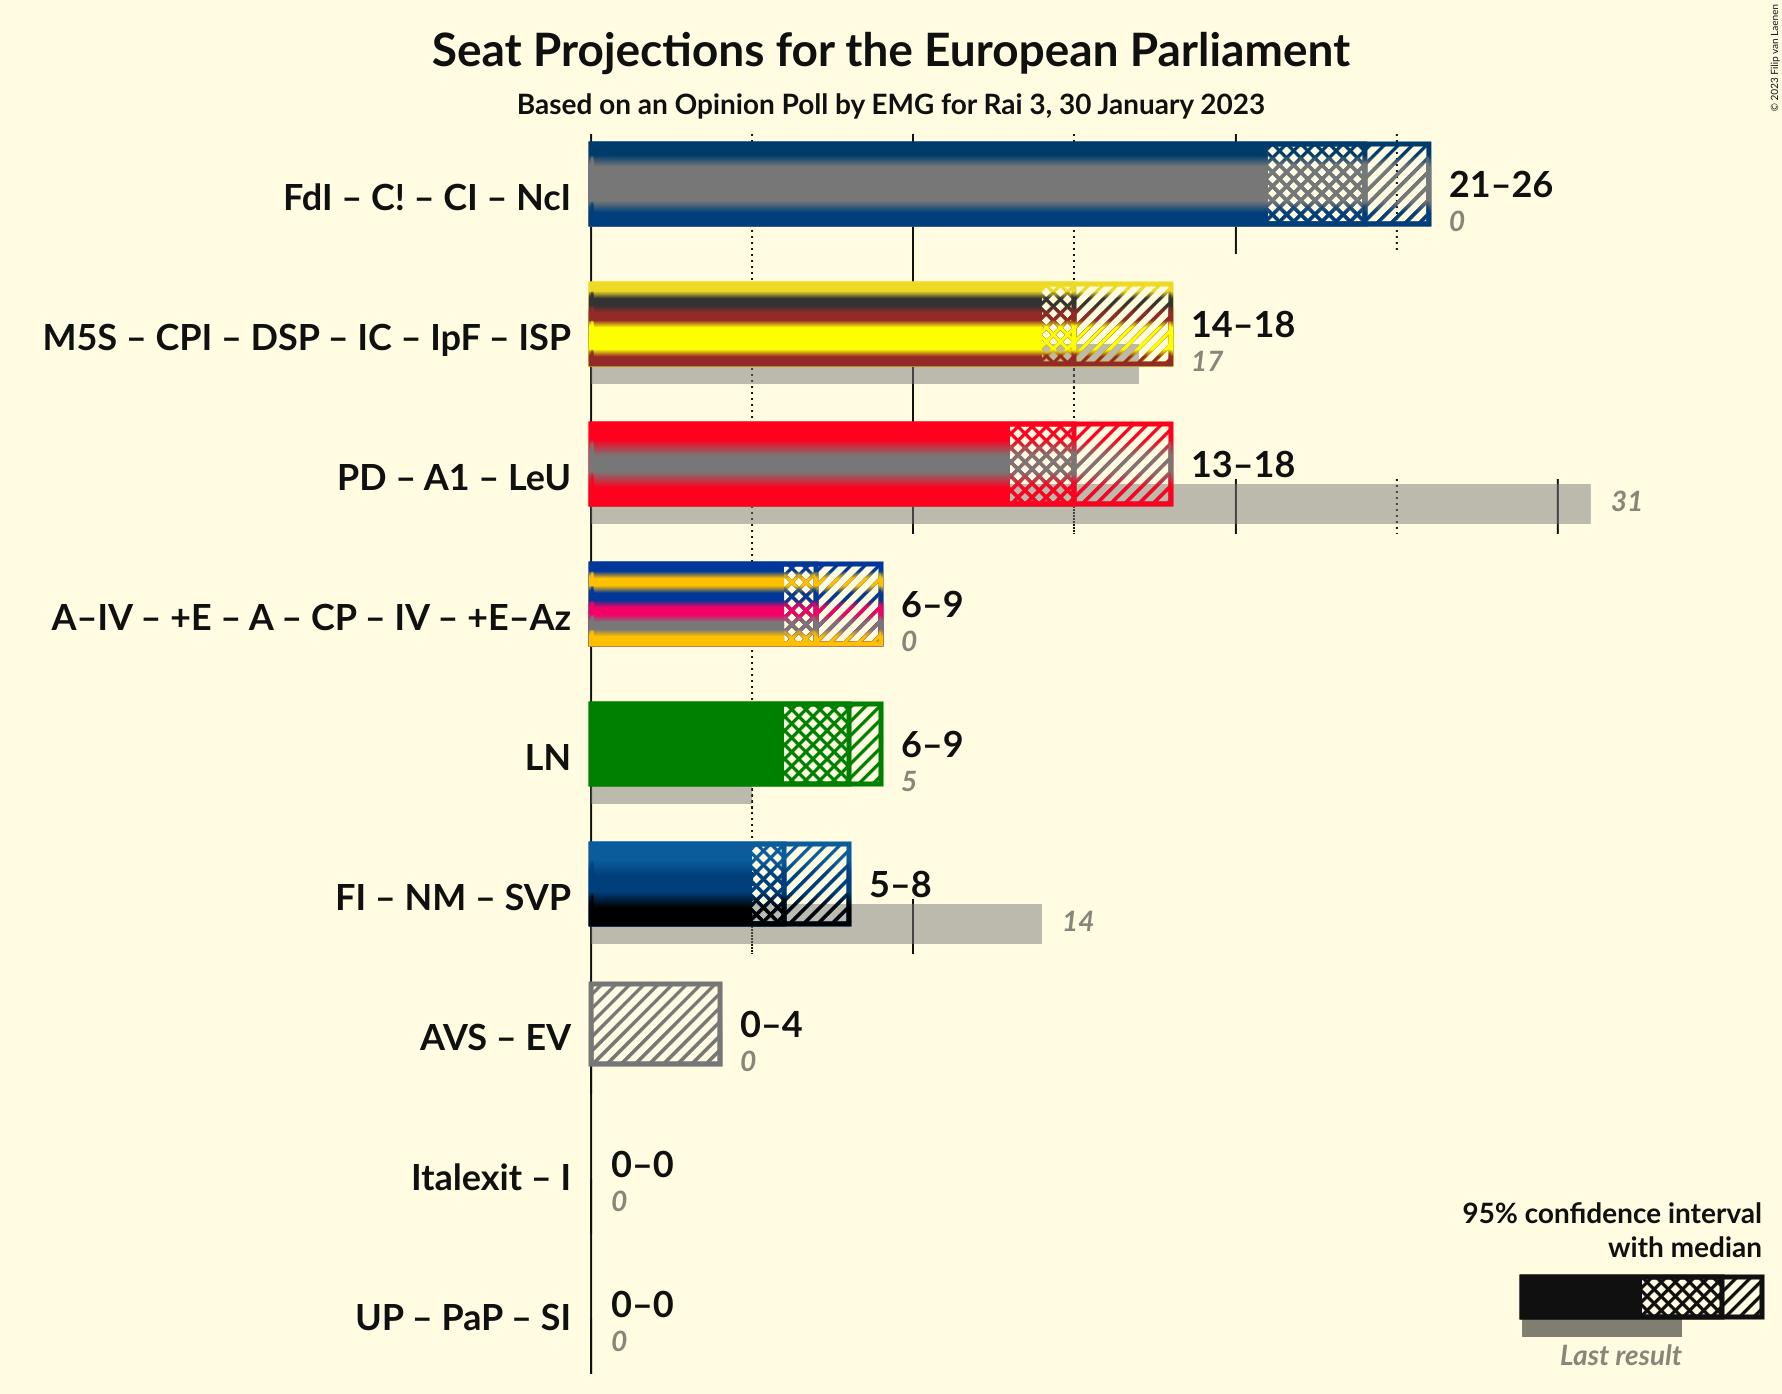 Seat Projections for the European Parliament
Based on an Opinion Poll by EMG for Rai 3, 30 January 2023
© 2023 Filip van Laenen
FdI – C! – CI – NcI
21–26
0
M5S – CPI – DSP – IC – IpF – ISP
14–18
17
PD – A1 – LeU
13–18
31
A–IV – +E – A – CP – IV – +E–Az
6–9
0
LN
6–9
5
FI – NM – SVP
5–8
14
AVS – EV
0–4
0
Italexit – I
0–0
0
UP – PaP – SI
0–0
0
95% confidence interval
with median
Last result